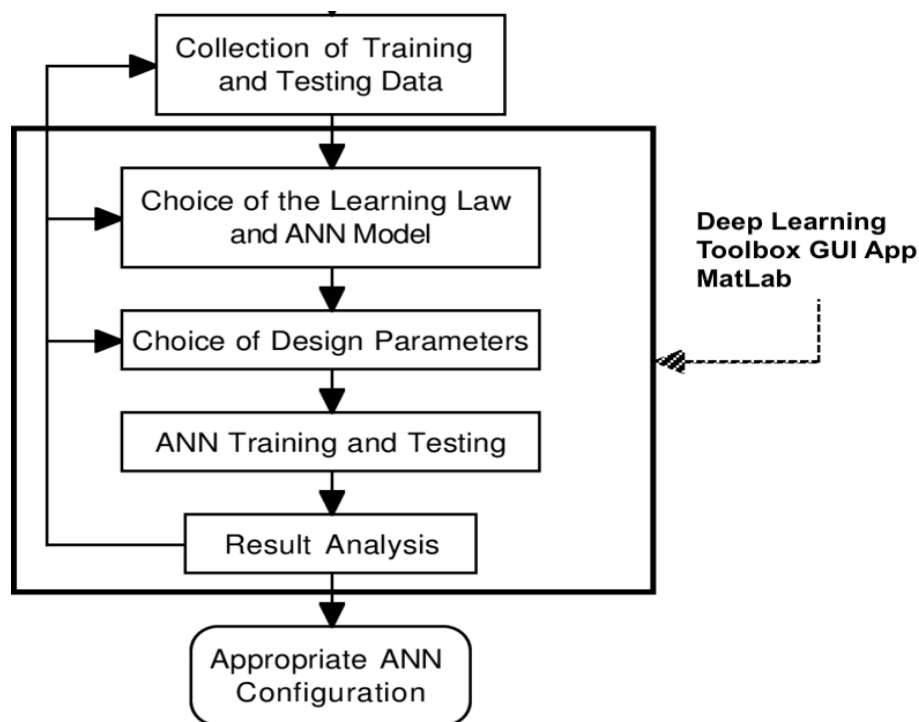 Collection of Training
and Testing Data
Choice of the Learning Law
and ANN Model
Deep Learning
Toolbox GUI App
MatLab
Choice of Design Parameters
ANN Training and Testing
Result Analysis
Appropriate ANN
Configuration